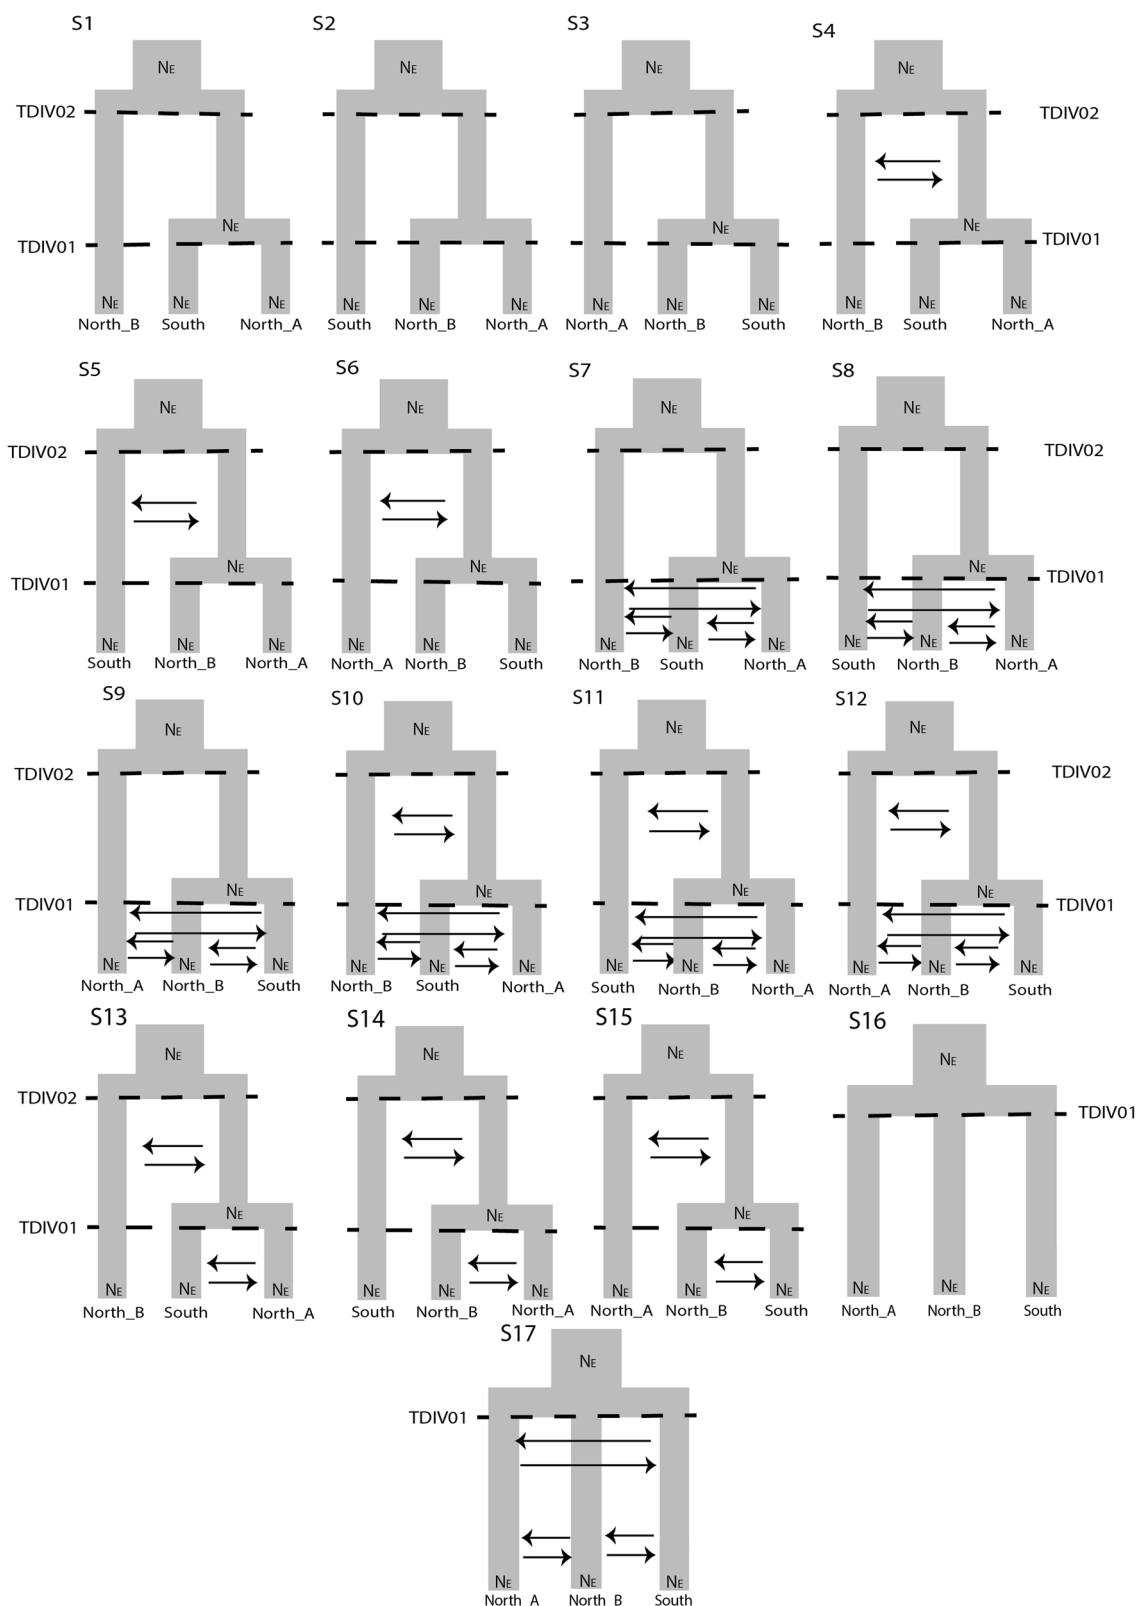 S1 S2 S3 S4
NE NE NE NE
TDIV02 TDIV02
NE NE NE
TDIV01 TDIV01
NE NE NE NE NE NE NE NE NE NE NE NE
North_B South North_A South North_B North_A North_A North_B South North_B South North_A
S5 S6 S7 S8
NE NE NE NE
TDIV02 TDIV02
NE NE NE NE
TDIV01 TDIV01
NE NE NE NE NE NE NE NE NE NE NE NE
South North_B North_A North_A North_B South North_B South North_A South North_B North_A
S9 S10 S11 S12
NE NE NE NE
TDIV02 TDIV02
NE NE NE NE
TDIV01 TDIV01
NE NE NE NE NE NE NE NE NE NE NE NE
North_A North_B South North_B South North_A South North_B North_A North_A North_B South
S13 S14 S15 S16
NE NE NE NE
TDIV02 TDIV01
NE NE NE
TDIV01
NE NE NE NE NE NE NE NE NE NE NE NE
North_B South North_A South North_B North_A North_A North_B South North_A North_B South
S17
NE
TDIV01
NE NE NE
North_A North_B South